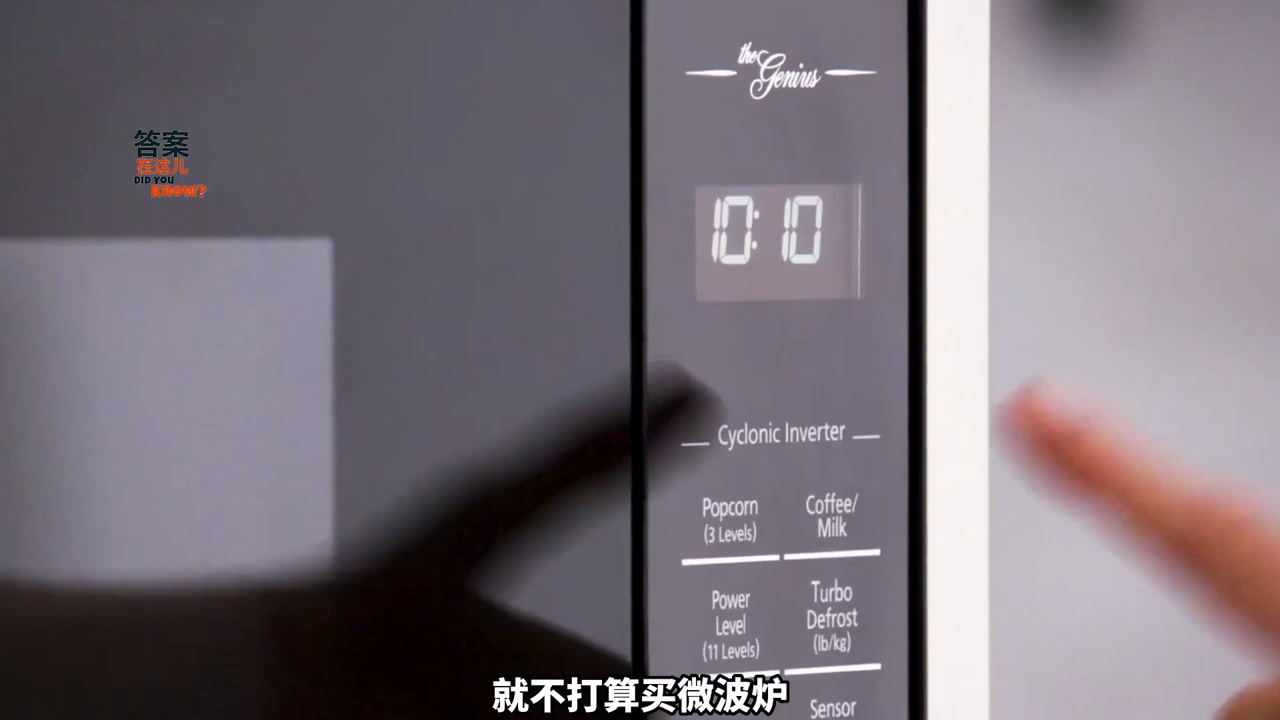 the
Genius
答案
在这儿
DID YOU
KNOW?
10:10
Cyclonic Inverter
Popcorn
(3 Levels)
Coffee/
Milk
Power
Level
(11 Levels)
Turbo
Defrost
(lb/kg)
Sensor
就不打算买微波炉